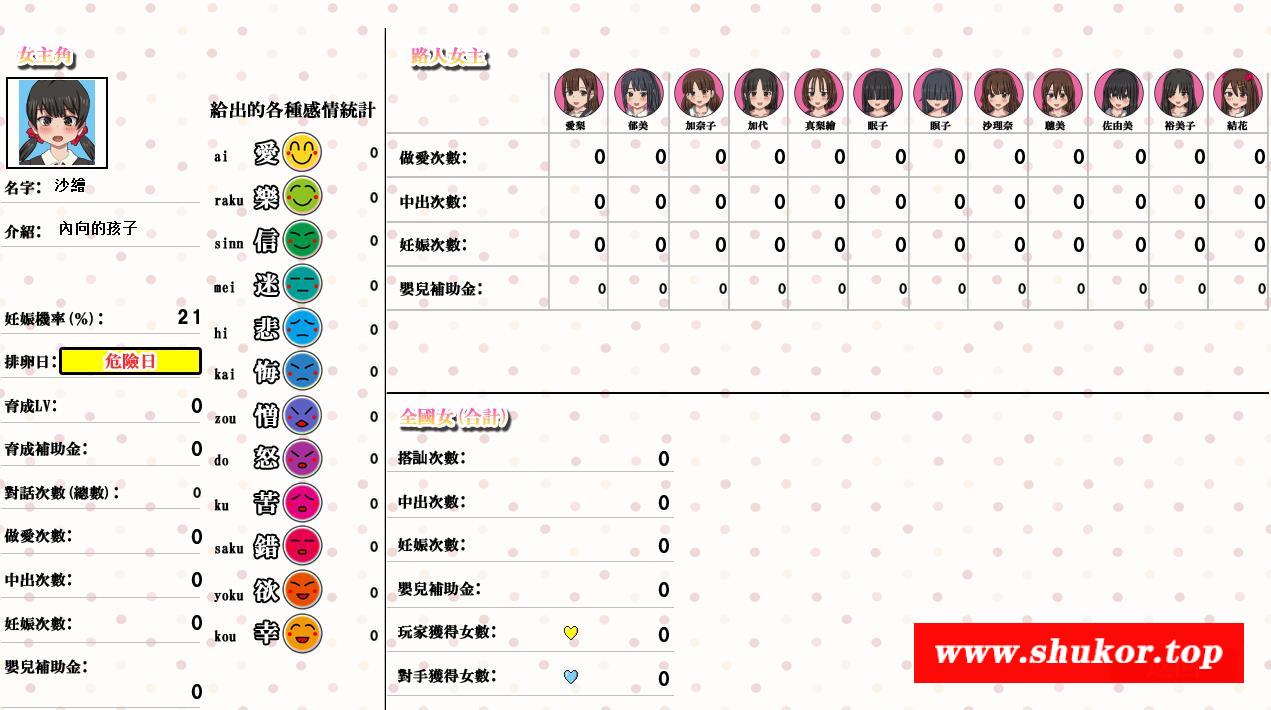 女主角
名字: 沙繪
介紹: 內向的孩子
妊娠機率(%): 21
排卵日: 危險日
育成LV: 0
育成補助金: 0
對話次數(總數): 0
做愛次數: 0
中出次數: 0
妊娠次數: 0
嬰兒補助金:
0
給出的各種感情統計
ai 愛 0
raku 樂 0
sinn 信 0
mei 迷 0
hi 悲 0
kai 悔 0
zou 憎 0
do 怒 0
ku 苦 0
saku 錯 0
yoku 欲 0
kou 幸 0
路人女主
愛梨 郁美 加奈子 加代 真梨繪 眠子 沙理奈 聰美 佐由美 裕美子 結花
做愛次數: 0 0 0 0 0 0 0 0 0 0 0 0
中出次數: 0 0 0 0 0 0 0 0 0 0 0 0
妊娠次數: 0 0 0 0 0 0 0 0 0 0 0 0
嬰兒補助金: 0 0 0 0 0 0 0 0 0 0 0 0
全國女(合計)
搭訕次數: 0
中出次數: 0
妊娠次數: 0
嬰兒補助金: 0
玩家獲得女數: 0
對手獲得女數: 0
www.shukor.top